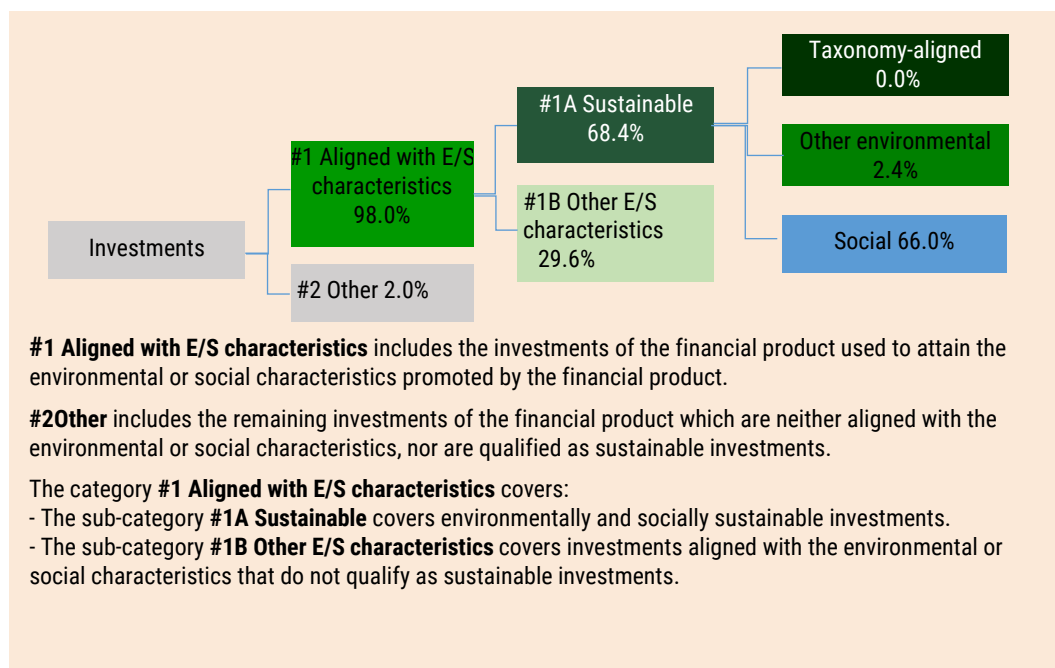 Taxonomy-aligned
0.0%
#1A Sustainable
68.4%
Other environmental
2.4%
#1 Aligned with E/S
characteristics
98.0%
#1B Other E/S
characteristics
29.6%
Social 66.0%
Investments
#2 Other 2.0%
#1 Aligned with E/S characteristics includes the investments of the financial product used to attain the
environmental or social characteristics promoted by the financial product.
#2Other includes the remaining investments of the financial product which are neither aligned with the
environmental or social characteristics, nor are qualified as sustainable investments.
The category #1 Aligned with E/S characteristics covers:
- The sub-category #1A Sustainable covers environmentally and socially sustainable investments.
- The sub-category #1B Other E/S characteristics covers investments aligned with the environmental or
social characteristics that do not qualify as sustainable investments.